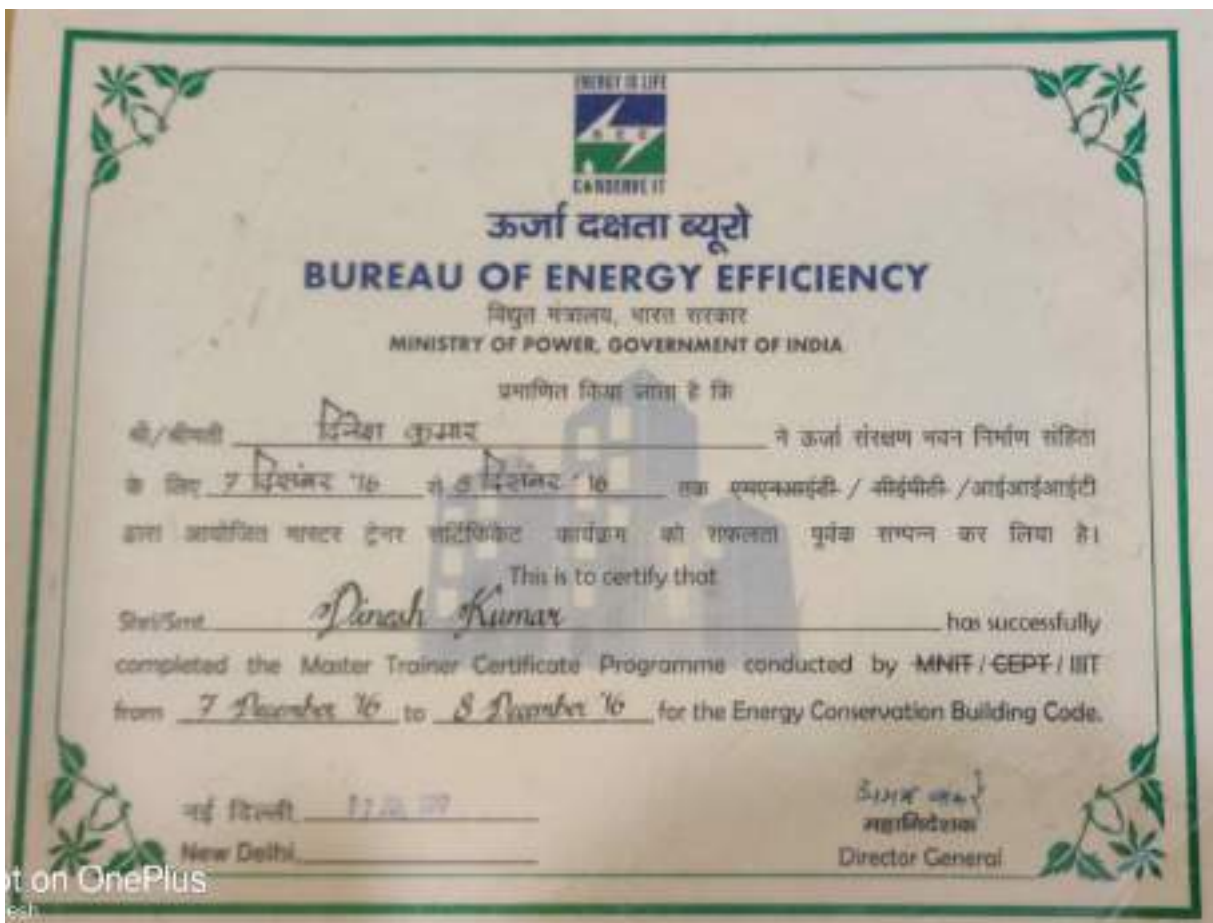 ENERGY IS LIFE
BEE
CONSERVE IT
ऊर्जा दक्षता ब्यूरो
BUREAU OF ENERGY EFFICIENCY
विद्युत मंत्रालय, भारत सरकार
MINISTRY OF POWER, GOVERNMENT OF INDIA
प्रमाणित किया जाता है कि
श्री/श्रीमती दिनेश कुमार ने ऊर्जा संरक्षण भवन निर्माण संहिता
के लिए 7 दिसंबर '16 से 8 दिसंबर '16 तक एमएनआईटी / सीईपीटी /आईआईआईटी
द्वारा आयोजित मास्टर ट्रेनर सर्टिफिकेट कार्यक्रम को सफलता पूर्वक सम्पन्न कर लिया है।
This is to certify that
Shri/Smt Dinesh Kumar has successfully
completed the Master Trainer Certificate Programme conducted by MNIT / CEPT / IIIT
from 7 December '16 to 8 December '16 for the Energy Conservation Building Code.
नई दिल्ली
New Delhi
महानिदेशक
Director General
ot on OnePlus
esh